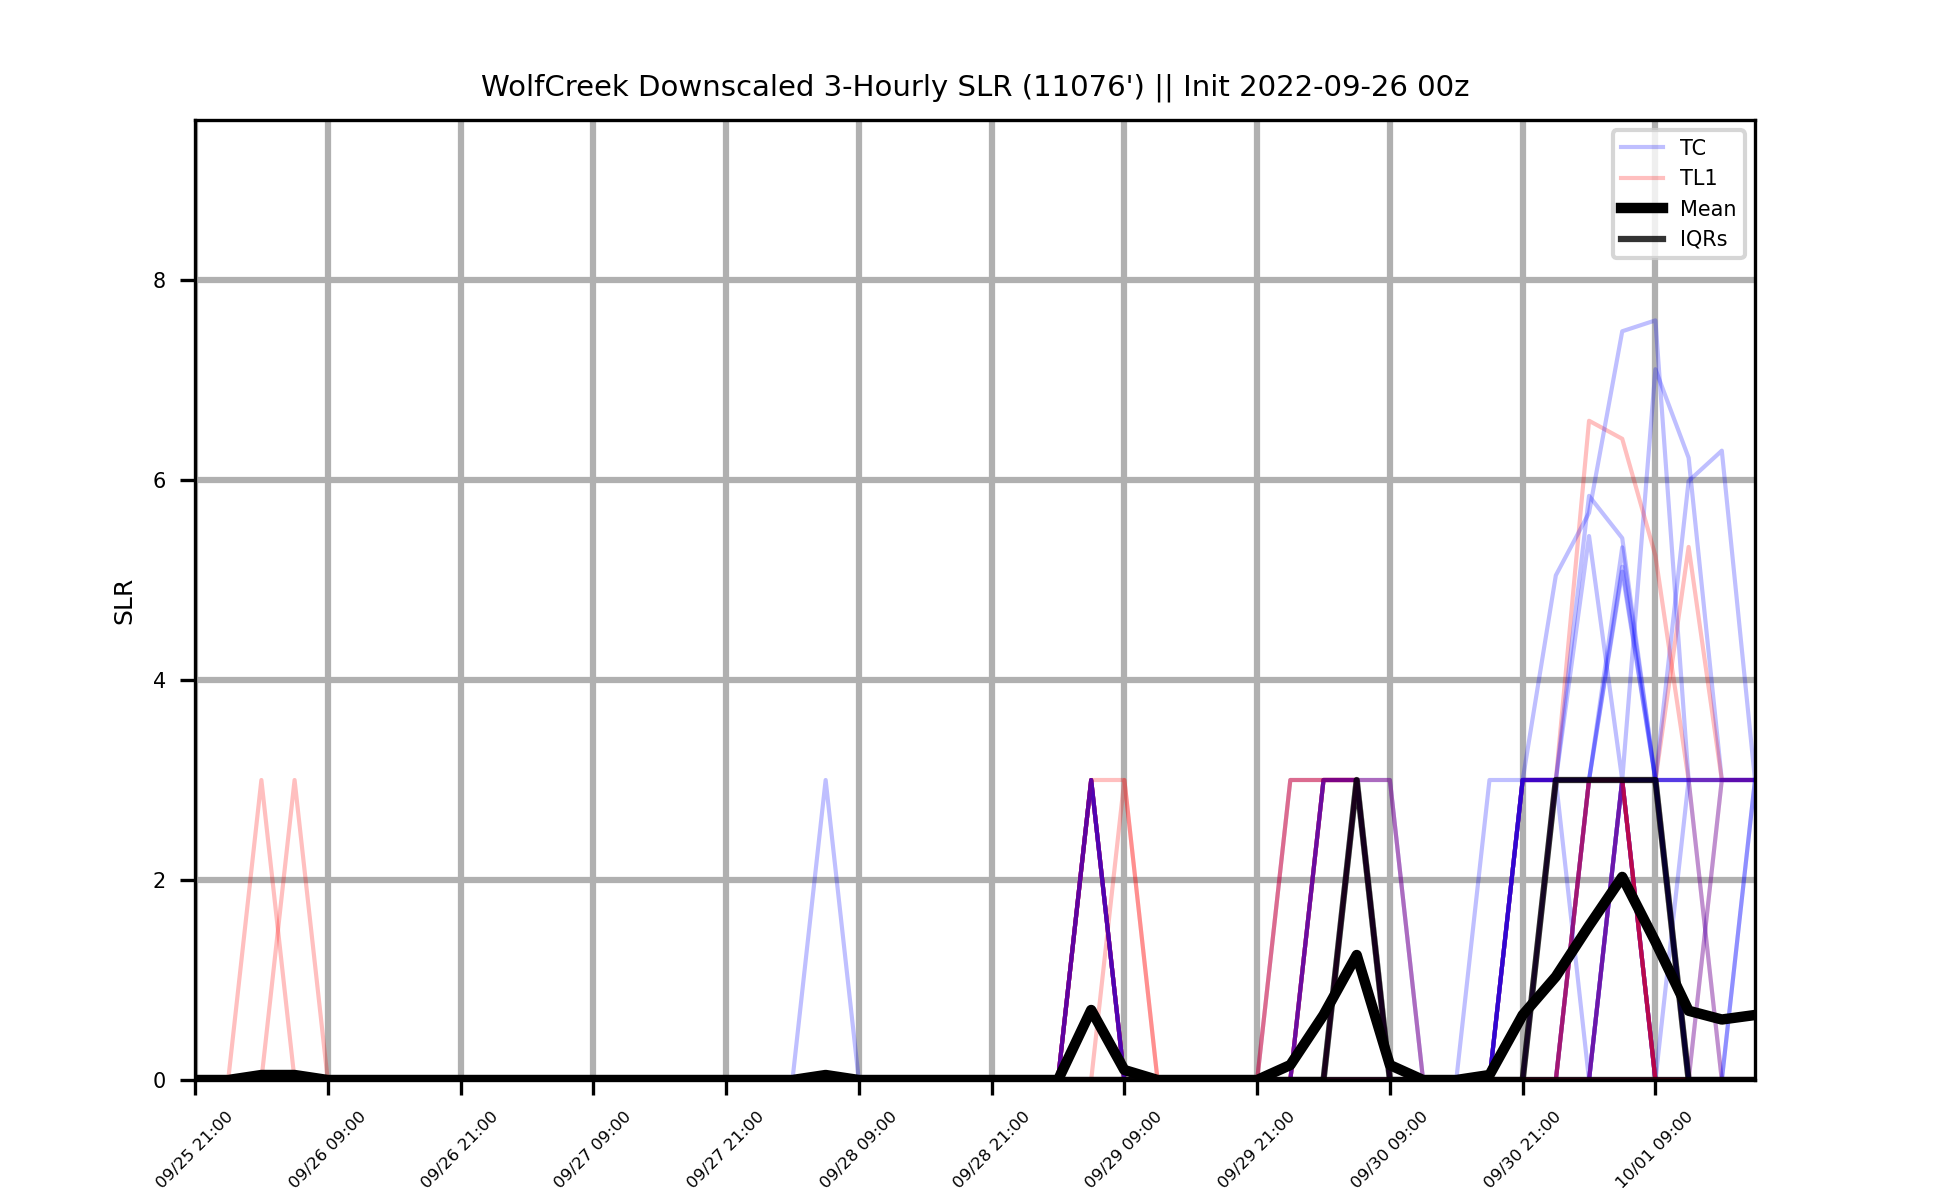 WolfCreek Downscaled 3-Hourly SLR (11076') || Init 2022-09-26 00z
TC
TL1
Mean
IQRs
SLR
8
6
4
2
0
09/25 21:00
09/26 09:00
09/26 21:00
09/27 09:00
09/27 21:00
09/28 09:00
09/28 21:00
09/29 09:00
09/29 21:00
09/30 09:00
09/30 21:00
10/01 09:00